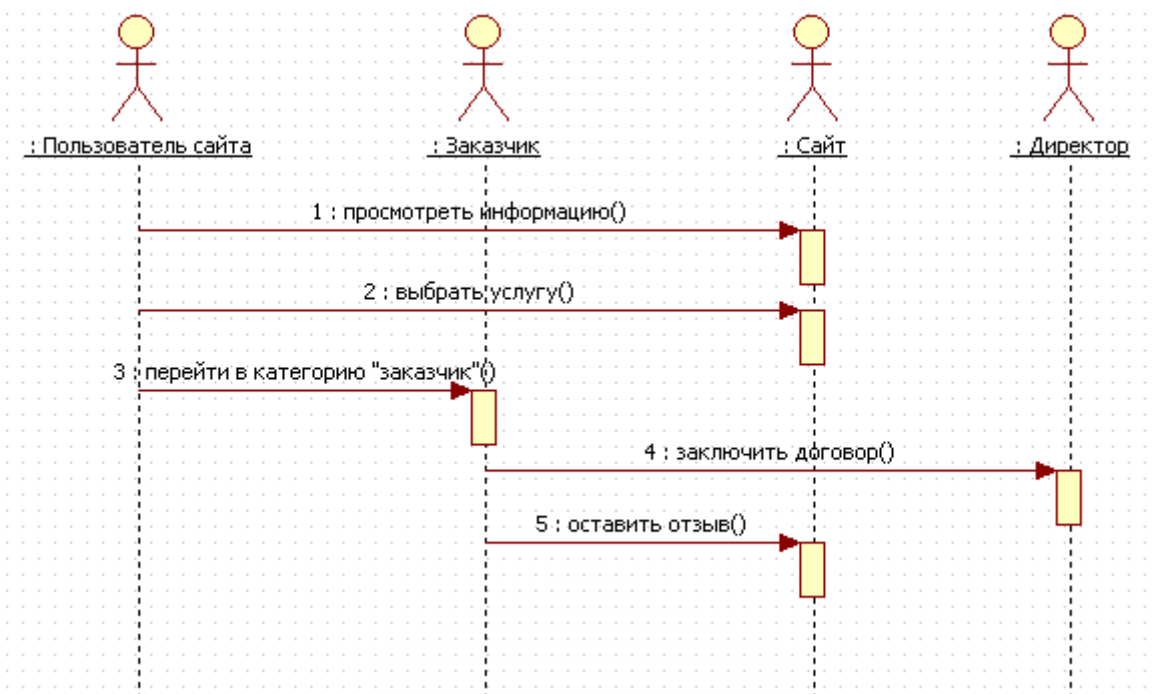 : Пользователь сайта
: Заказчик
: Сайт
: Директор
1 : просмотреть информацию()
2 : выбрать услугу()
3 : перейти в категорию "заказчик"()
4 : заключить договор()
5 : оставить отзыв()